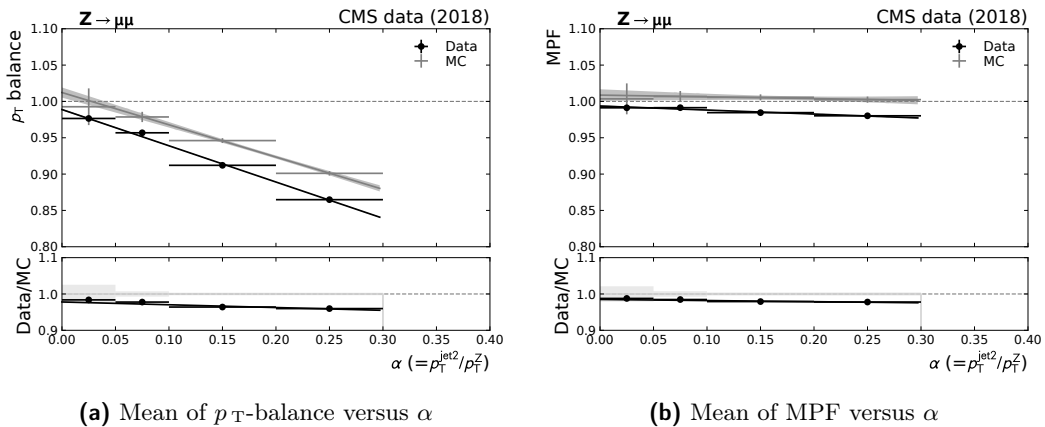 Z → μμ CMS data (2018)
p_T balance
1.10
1.05
1.00
0.95
0.90
0.85
0.80
Data
MC
Data/MC
1.1
1.0
0.9
0.00 0.05 0.10 0.15 0.20 0.25 0.30 0.35 0.40
α (=p_T^jet2/p_T^Z)
(a) Mean of p_T-balance versus α
Z → μμ CMS data (2018)
MPF
1.10
1.05
1.00
0.95
0.90
0.85
0.80
Data
MC
Data/MC
1.1
1.0
0.9
0.00 0.05 0.10 0.15 0.20 0.25 0.30 0.35 0.40
α (=p_T^jet2/p_T^Z)
(b) Mean of MPF versus α